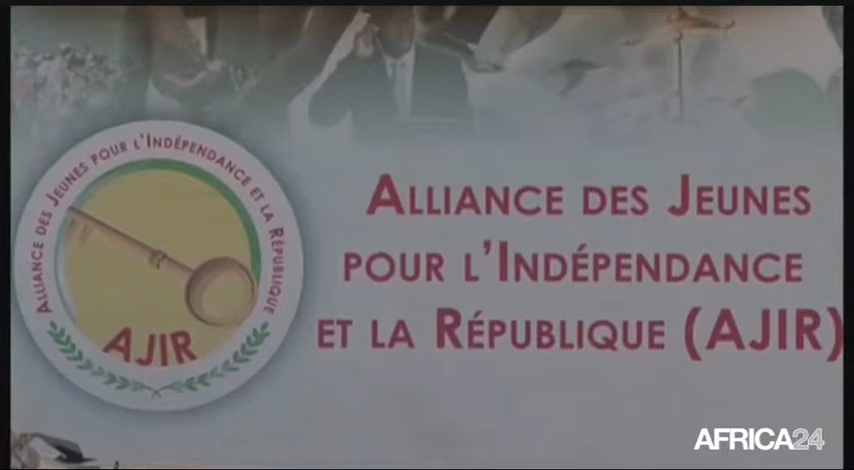 Alliance des Jeunes pour l'Indépendance et la République
AJIR
Alliance des Jeunes
pour l'Indépendance
et la République (AJIR)
AFRICA24